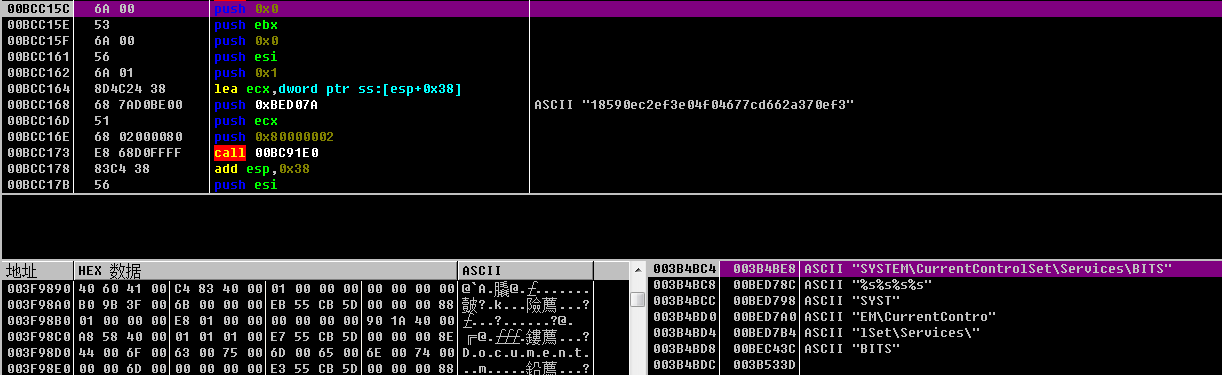 00BCC15C 6A 00 push 0x0
00BCC15E 53 push ebx
00BCC15F 6A 00 push 0x0
00BCC161 56 push esi
00BCC162 6A 01 push 0x1
00BCC164 8D4C24 38 lea ecx,dword ptr ss:[esp+0x38]
00BCC168 68 7AD0BE00 push 0xBED07A ASCII "18590ec2ef3e04f04677cd662a370ef3"
00BCC16D 51 push ecx
00BCC16E 68 02000080 push 0x80000002
00BCC173 E8 68D0FFFF call 00BC91E0
00BCC178 83C4 38 add esp,0x38
00BCC17B 56 push esi
地址 HEX 数据 ASCII
003F9890 40 60 41 00 C4 83 40 00 01 00 00 00 00 00 00 00
003F98A0 B0 9B 3F 00 6B 00 00 00 EB 55 CB 5D 00 00 00 88
003F98B0 01 00 00 00 E8 01 00 00 00 00 00 00 90 1A 40 00
003F98C0 A8 58 40 00 01 01 01 00 E7 55 CB 5D 00 00 00 8E
003F98D0 44 00 6F 00 63 00 75 00 6D 00 65 00 6E 00 74 00 D.o.c.u.m.e.n.t.
003F98E0 00 00 6D 00 00 00 00 00 E3 55 CB 5D 00 00 00 88
003B4BC4 003B4BE8 ASCII "SYSTEM\CurrentControlSet\Services\BITS"
003B4BC8 00BED78C ASCII "%s%s%s%s"
003B4BCC 00BED798 ASCII "SYST"
003B4BD0 00BED7A0 ASCII "EM\CurrentContro"
003B4BD4 00BED7B4 ASCII "lSet\Services\"
003B4BD8 00BEC43C ASCII "BITS"
003B4BDC 003B533D